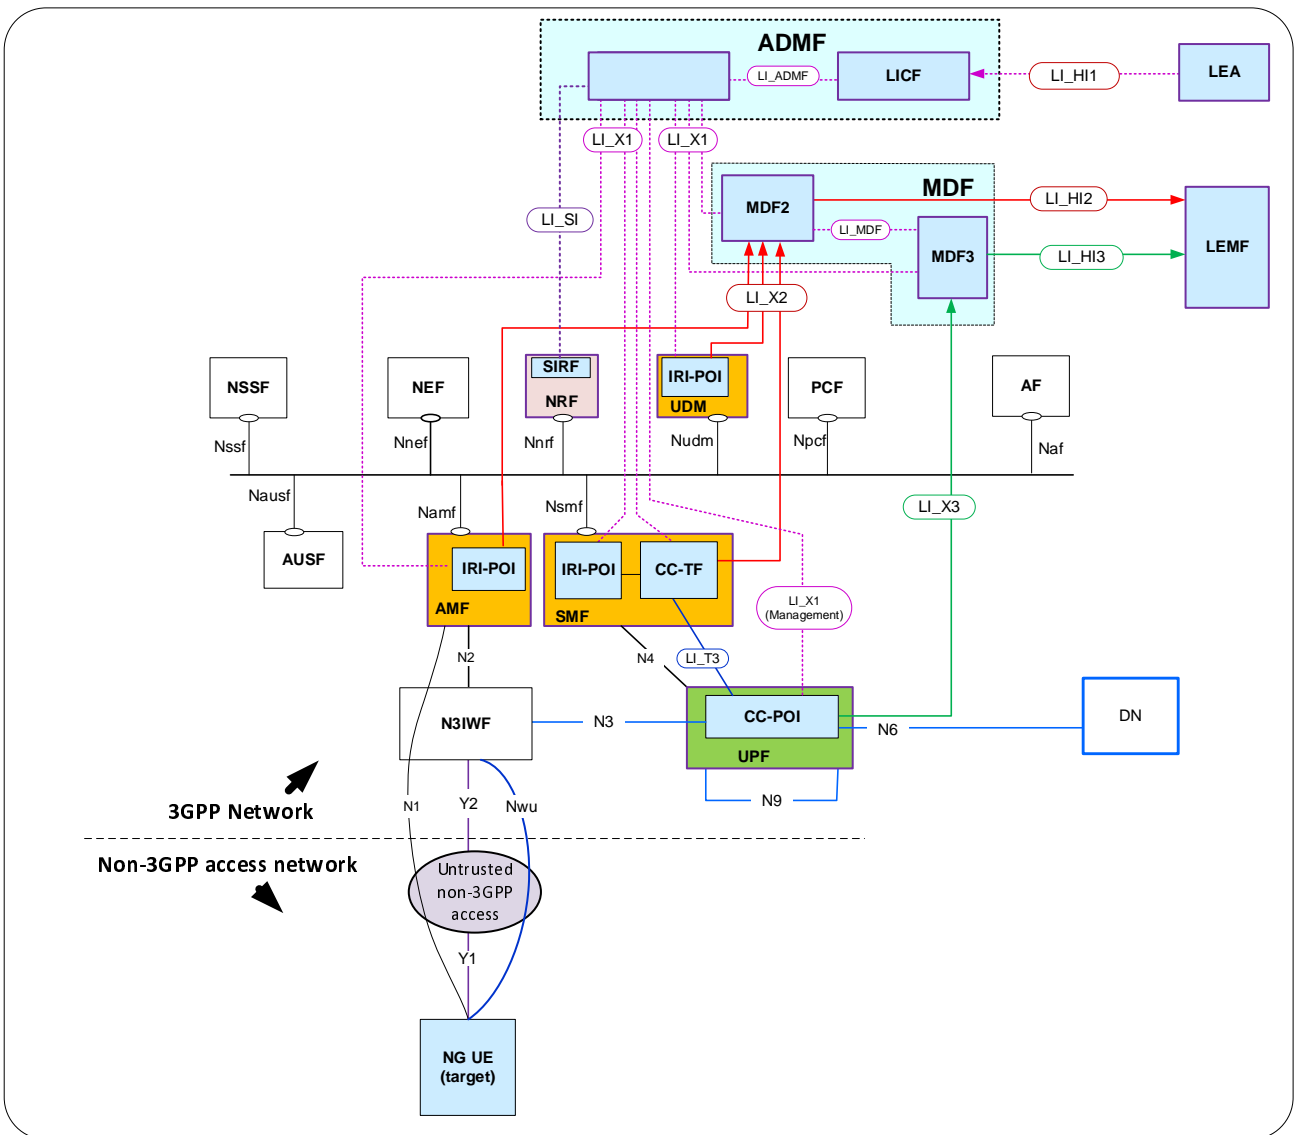 ADMF
LI_ADMF
LICF
LI_HI1
LEA
LI_X1
LI_X1
MDF
MDF2
LI_HI2
LI_SI
LI_MDF
MDF3
LEMF
LI_HI3
LI_X2
NSSF
NEF
SIRF
NRF
IRI-POI
UDM
PCF
AF
Nssf
Nnef
Nnrf
Nudm
Npcf
Naf
Nausf
Namf
Nsmf
LI_X3
AUSF
IRI-POI
AMF
IRI-POI
CC-TF
SMF
LI_X1
(Management)
N2
N4
LI_T3
N3IWF
N3
CC-POI
UPF
N6
DN
N9
3GPP Network
N1
Y2
Nwu
Non-3GPP access network
Untrusted
non-3GPP
access
Y1
NG UE
(target)